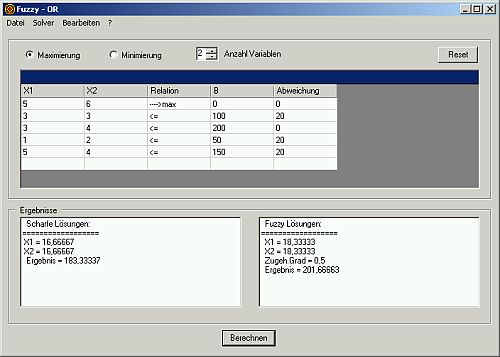 Fuzzy - OR
Datei Solver Bearbeiten ?
Maximierung Minimierung 2 Anzahl Variablen Reset
X1 X2 Relation B Abweichung
5 6 ---->max 0 0
3 3 <= 100 20
3 4 <= 200 0
1 2 <= 50 20
5 4 <= 150 20
Ergebnisse
Scharfe Lösungen:
==================
X1 = 16,66667
X2 = 16,66667
Ergebnis = 183,33337
Fuzzy Lösungen:
==================
X1 = 18,33333
X2 = 18,33333
Zugeh.Grad = 0,5
Ergebnis = 201,66663
Berechnen